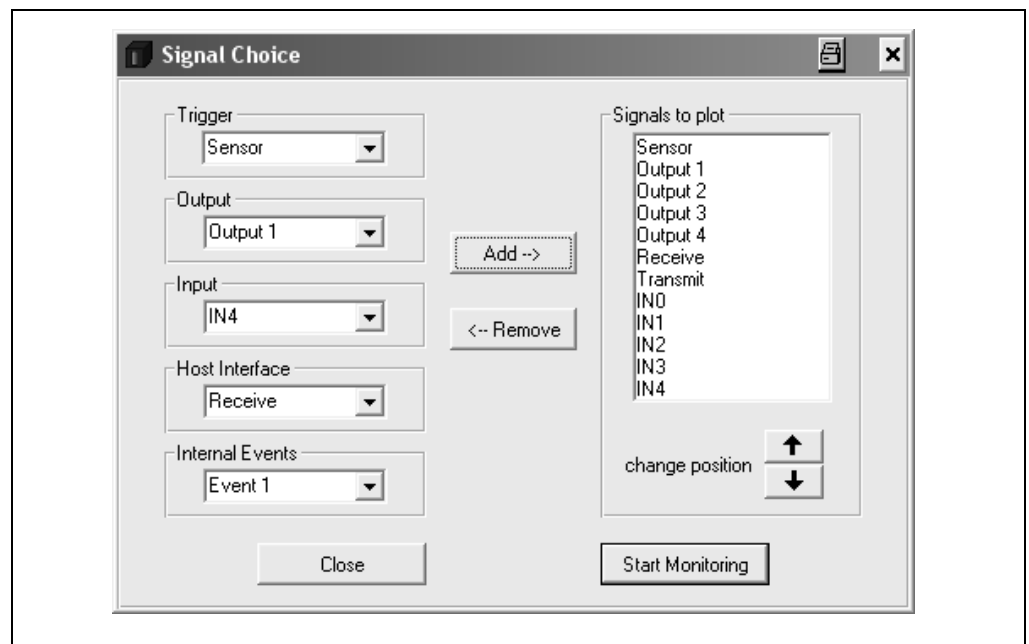 Signal Choice
Trigger
Sensor
Output
Output 1
Input
IN4
Host Interface
Receive
Internal Events
Event 1
Add -->
<-- Remove
Signals to plot
Sensor
Output 1
Output 2
Output 3
Output 4
Receive
Transmit
IN0
IN1
IN2
IN3
IN4
change position
Close
Start Monitoring